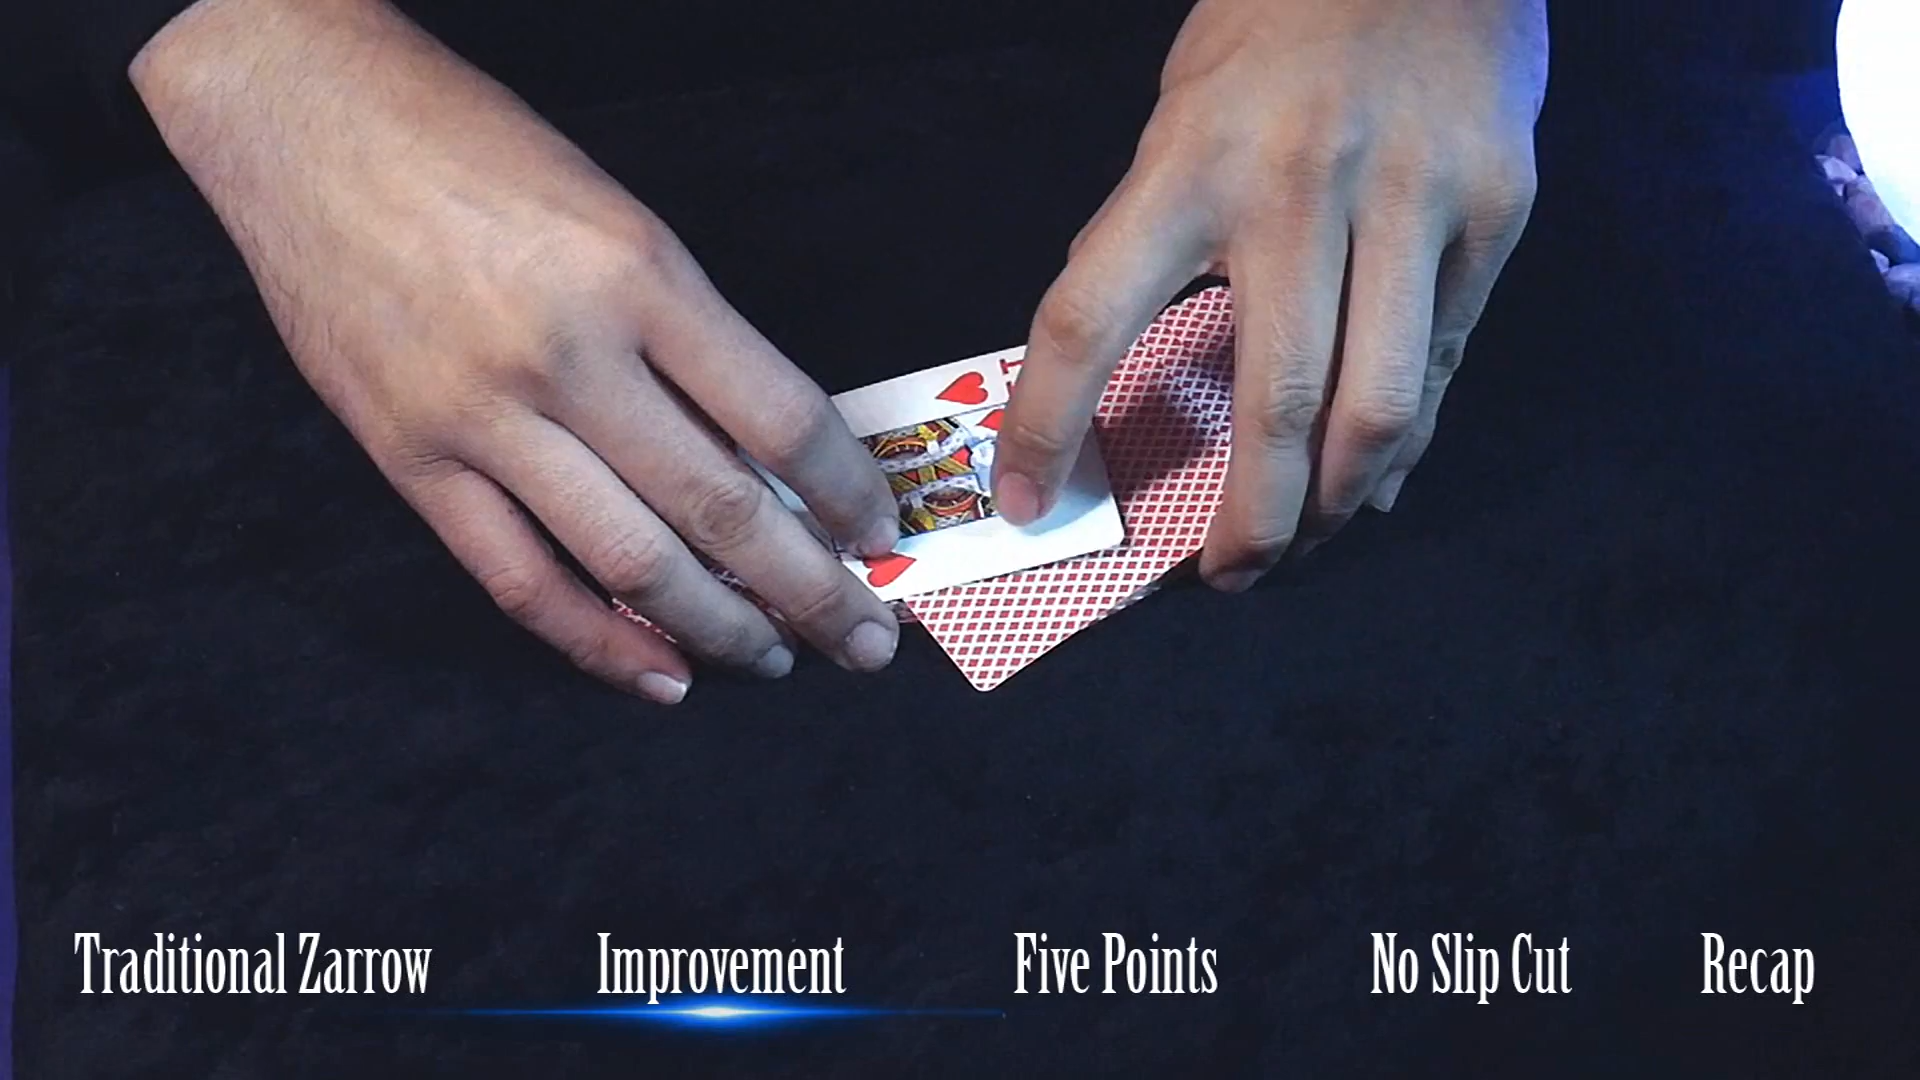 Traditional Zarrow
Improvement
Five Points
No Slip Cut
Recap